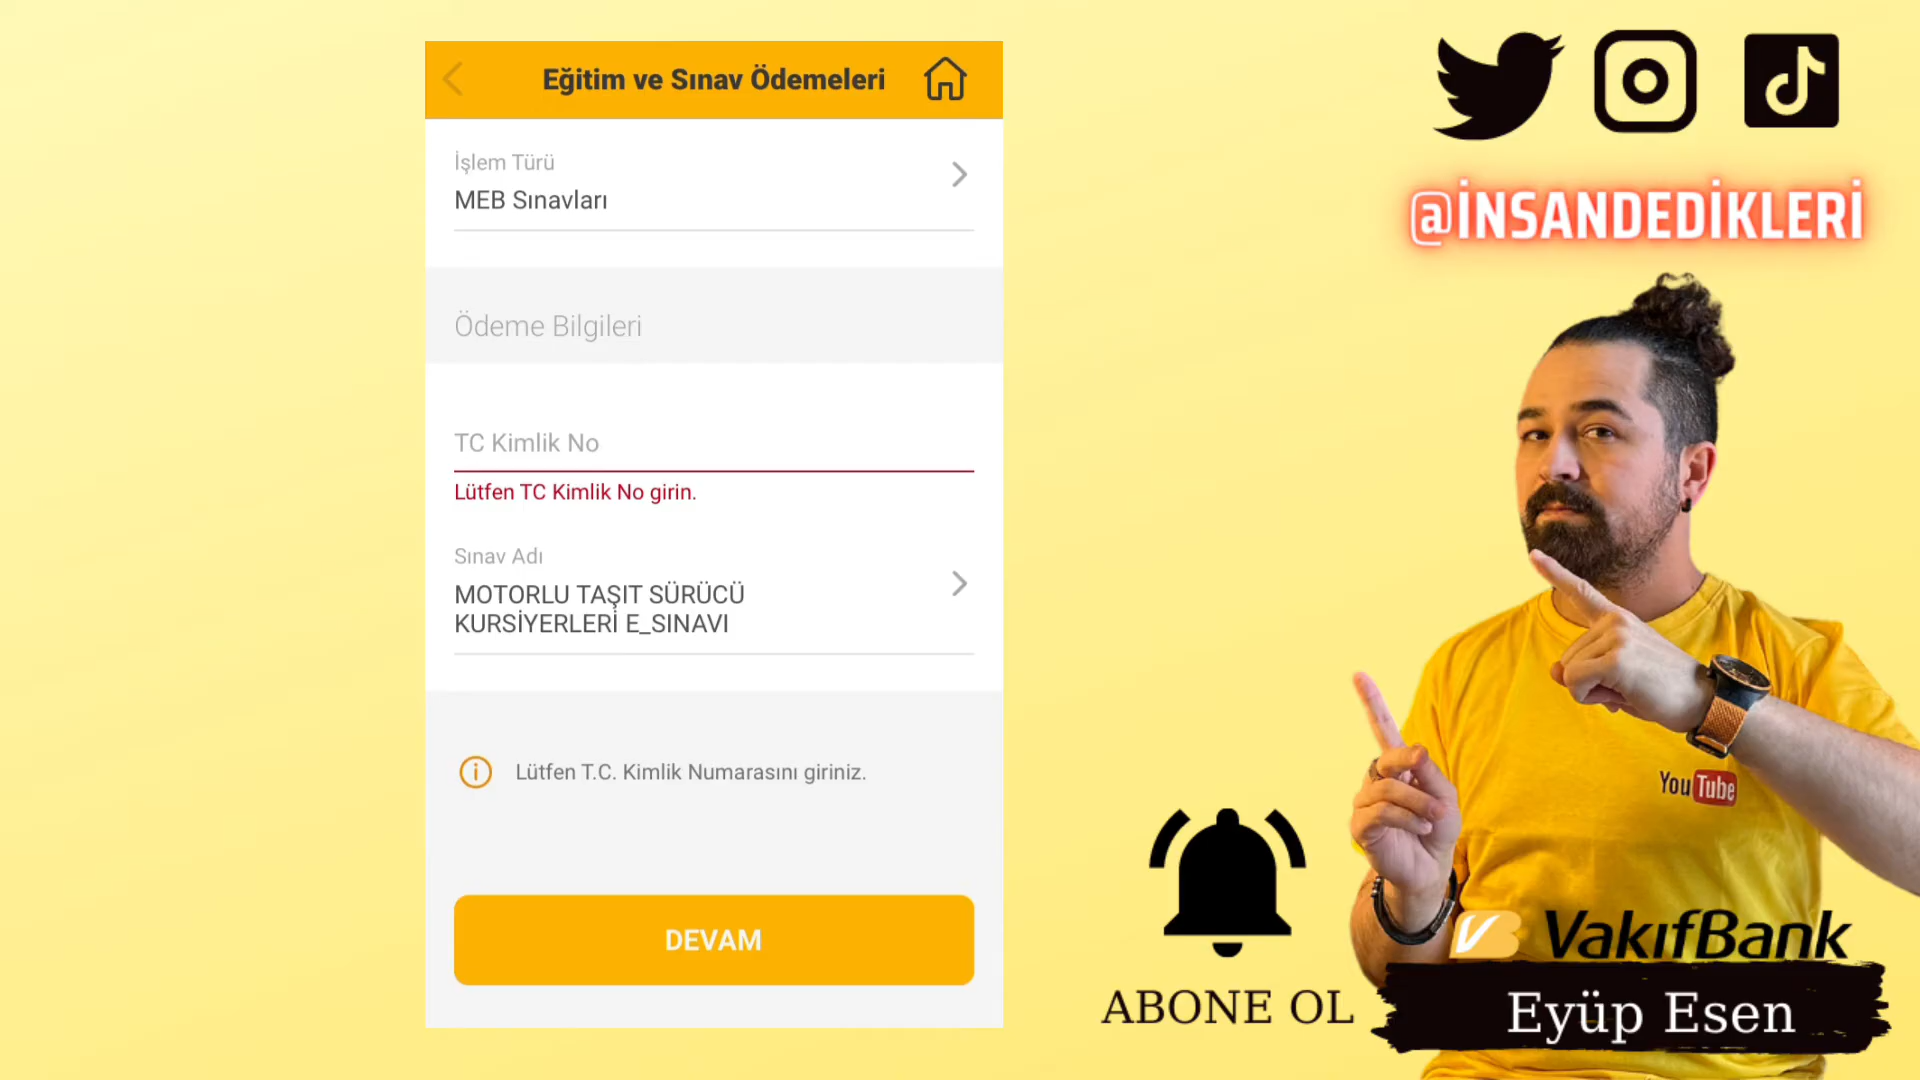 Eğitim ve Sınav Ödemeleri
İşlem Türü
MEB Sınavları
Ödeme Bilgileri
TC Kimlik No
Lütfen TC Kimlik No girin.
Sınav Adı
MOTORLU TAŞIT SÜRÜCÜ
KURSİYERLERİ E_SINAVI
Lütfen T.C. Kimlik Numarasını giriniz.
DEVAM
@İNSANDEDİKLERİ
YouTube
ABONE OL
VakıfBank
Eyüp Esen